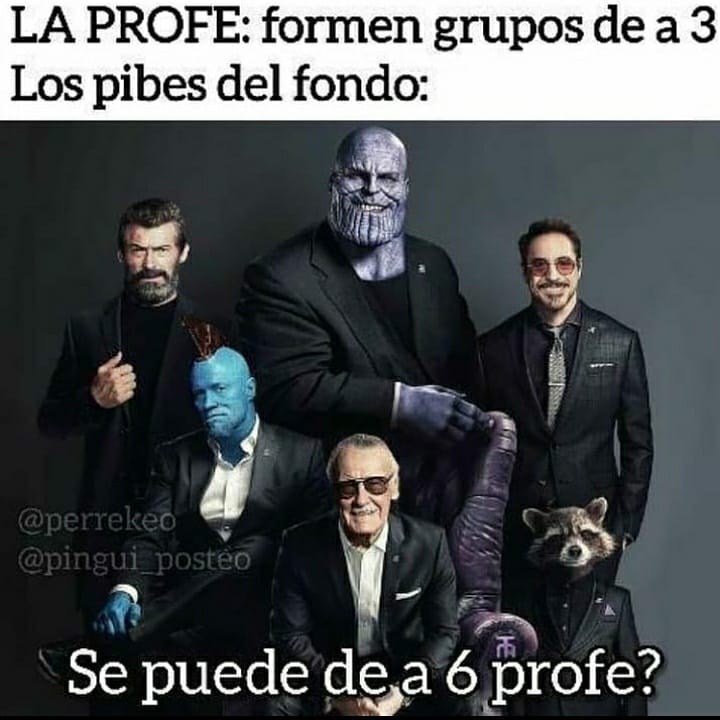 LA PROFE: formen grupos de a 3
Los pibes del fondo:
@perrekeo
@pingui_posteo
Se puede de a 6 profe?